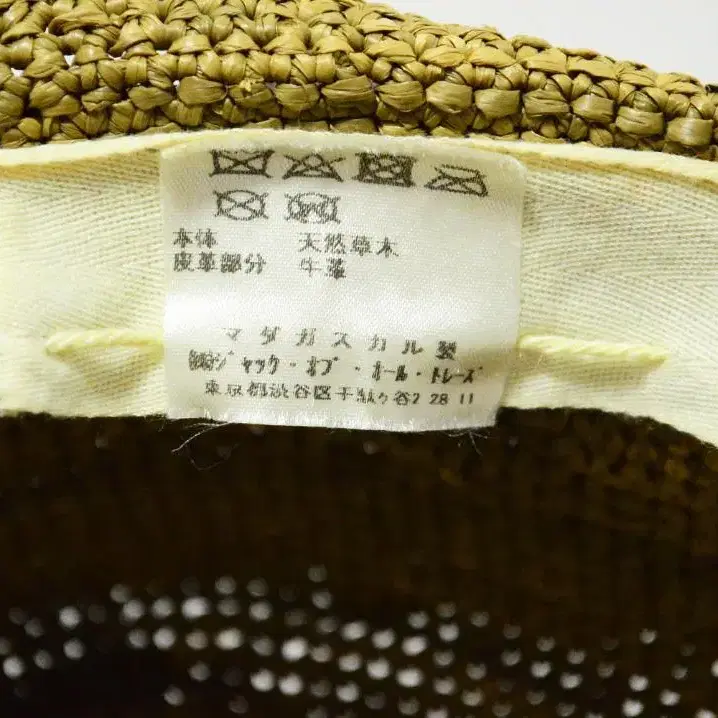 本体 天然草木
皮革部分 牛革
マダガスカル製
㈱ジャック・オブ・オール・トレーズ
東京都渋谷区千駄ヶ谷2 28 11